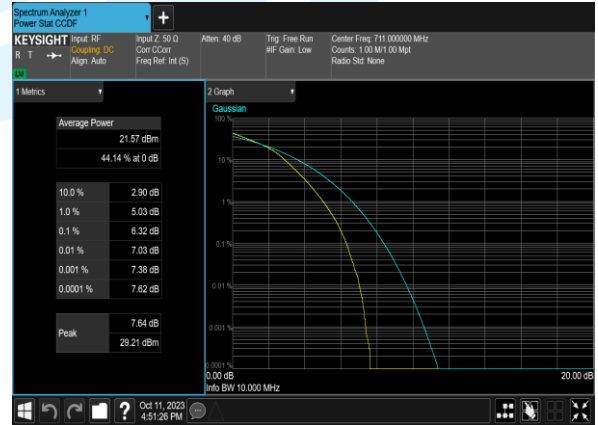 Spectrum Analyzer 1
Power Stat CCDF
+
KEYSIGHT
R T
LXI
Input: RF
Coupling: DC
Align: Auto
Input Z: 50 Ω
Corr CCorr
Freq Ref: Int (S)
Atten: 40 dB
Trig: Free Run
#IF Gain: Low
Center Freq: 711.000000 MHz
Counts: 1.00 M/1.00 Mpt
Radio Std: None
1 Metrics
Average Power
21.57 dBm
44.14 % at 0 dB
10.0 % 2.90 dB
1.0 % 5.03 dB
0.1 % 6.32 dB
0.01 % 7.03 dB
0.001 % 7.38 dB
0.0001 % 7.62 dB
Peak
7.64 dB
29.21 dBm
2 Graph
Gaussian
100 %
10 %
1 %
0.1 %
0.01 %
0.001 %
0.0001 %
0.00 dB 20.00 dB
Info BW 10.000 MHz
?
Oct 11, 2023
4:51:26 PM